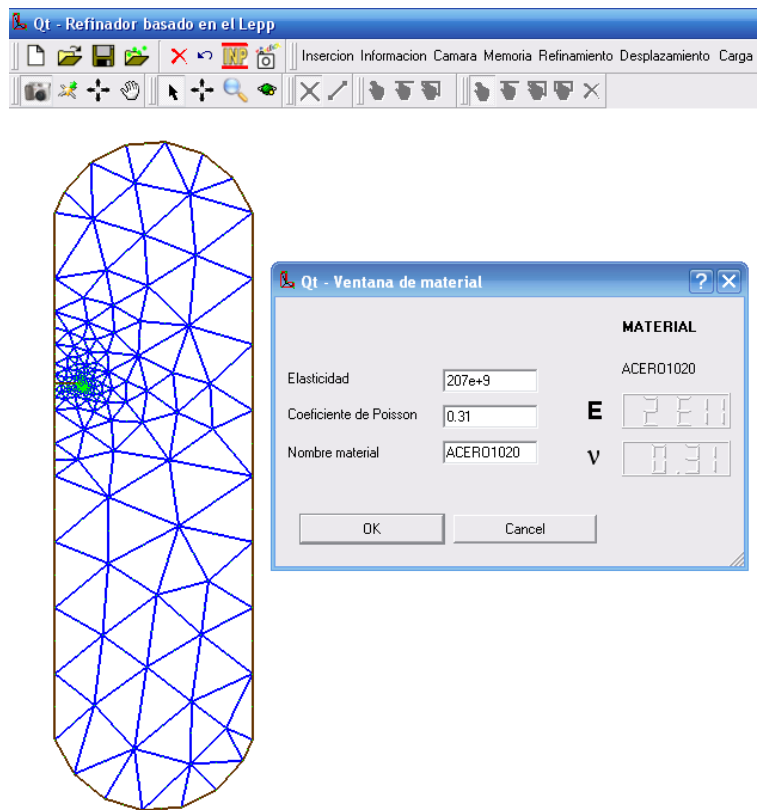 Qt - Refinador basado en el Lepp
INP
Insercion Informacion Camara Memoria Refinamiento Desplazamiento Carga
Qt - Ventana de material
MATERIAL
ACERO1020
Elasticidad 207e+9
E 2 E11
Coeficiente de Poisson 0.31
Nombre material ACERO1020
ν 0.31
OK Cancel